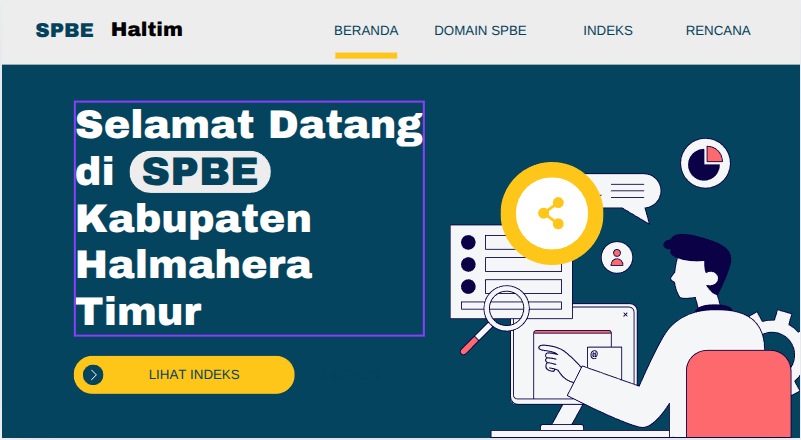 SPBE Haltim BERANDA DOMAIN SPBE INDEKS RENCANA
Selamat Datang
di SPBE
Kabupaten
Halmahera
Timur
LIHAT INDEKS
@